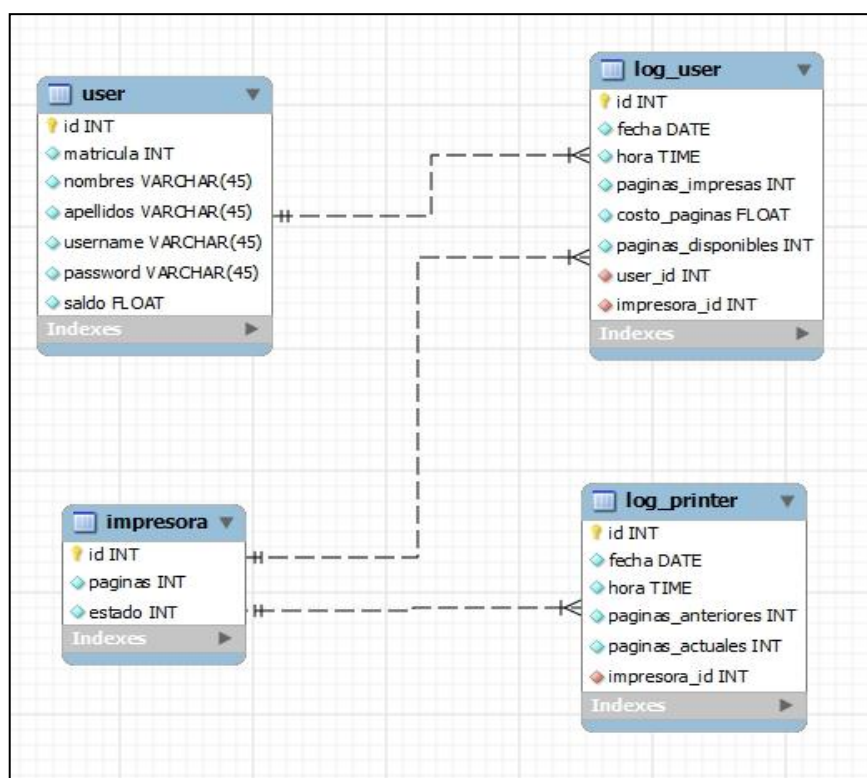 user
id INT
matricula INT
nombres VARCHAR(45)
apellidos VARCHAR(45)
username VARCHAR(45)
password VARCHAR(45)
saldo FLOAT
Indexes
log_user
id INT
fecha DATE
hora TIME
paginas_impresas INT
costo_paginas FLOAT
paginas_disponibles INT
user_id INT
impresora_id INT
Indexes
impresora
id INT
paginas INT
estado INT
Indexes
log_printer
id INT
fecha DATE
hora TIME
paginas_anteriores INT
paginas_actuales INT
impresora_id INT
Indexes